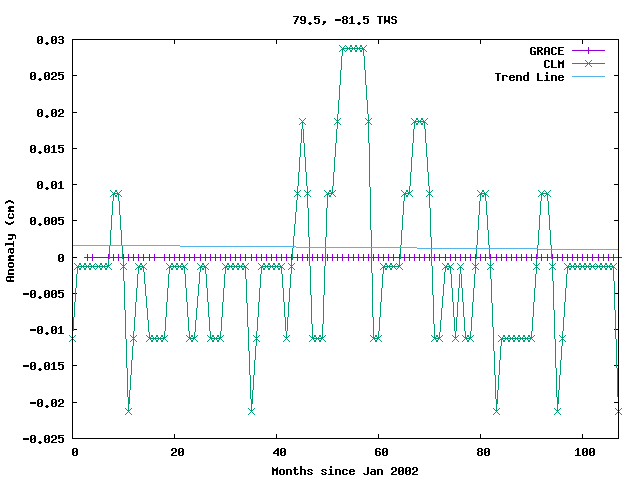 79.5, -81.5 TWS
0.03
0.025
0.02
0.015
0.01
0.005
0
-0.005
-0.01
-0.015
-0.02
-0.025
Anomaly (cm)
GRACE
CLM
Trend Line
0 20 40 60 80 100
Months since Jan 2002